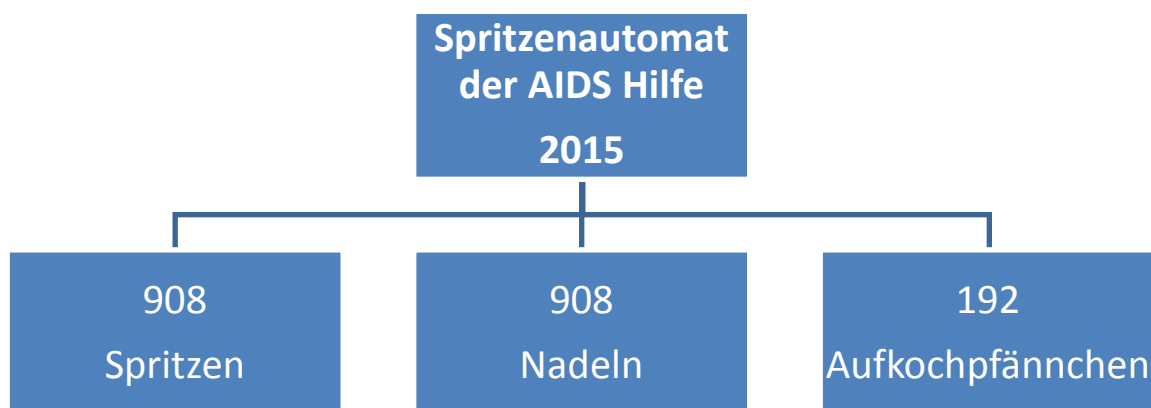 Spritzenautomat
der AIDS Hilfe
2015
908
Spritzen
908
Nadeln
192
Aufkochpfännchen